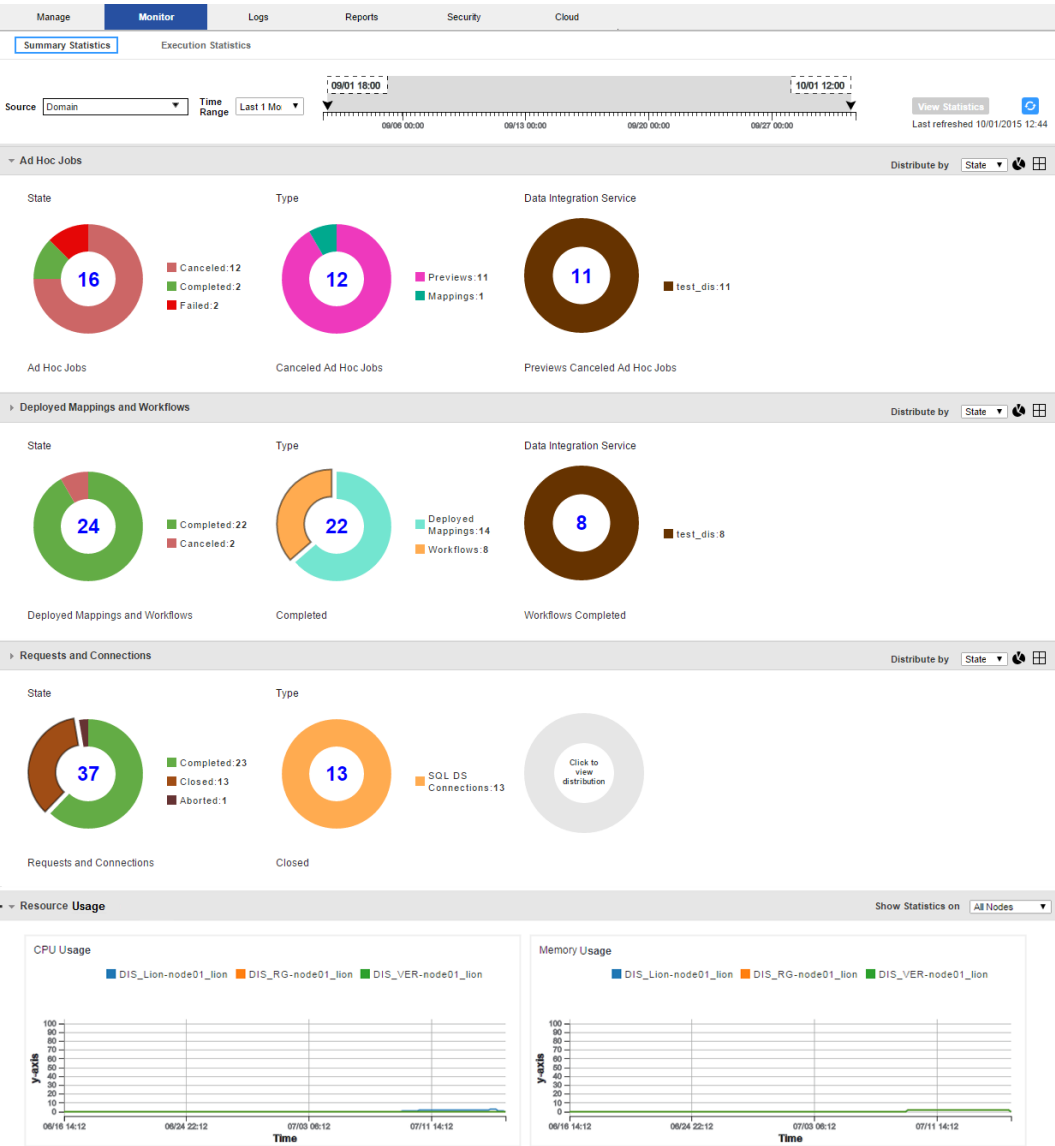 Manage Monitor Logs Reports Security Cloud
Summary Statistics Execution Statistics
09/01 18:00 10/01 12:00
Source Domain Time Range Last 1 Mo View Statistics
09/06 00:00 09/13 00:00 09/20 00:00 09/27 00:00 Last refreshed 10/01/2015 12:44
Ad Hoc Jobs Distribute by State
State Type Data Integration Service
16 Canceled:12
Completed:2
Failed:2
12 Previews:11
Mappings:1
11 test_dis:11
Ad Hoc Jobs Canceled Ad Hoc Jobs Previews Canceled Ad Hoc Jobs
Deployed Mappings and Workflows Distribute by State
State Type Data Integration Service
24 Completed:22
Canceled:2
22 Deployed
Mappings:14
Workflows:8
8 test_dis:8
Deployed Mappings and Workflows Completed Workflows Completed
Requests and Connections Distribute by State
State Type
37 Completed:23
Closed:13
Aborted:1
13 SQL DS
Connections:13
Click to
view
distribution
Requests and Connections Closed
Resource Usage Show Statistics on All Nodes
CPU Usage
DIS_Lion-node01_lion DIS_RG-node01_lion DIS_VER-node01_lion
100
90
80
70
60
50
40
30
20
10
0
y-axis
06/16 14:12 06/24 22:12 07/03 06:12 07/11 14:12
Time
Memory Usage
DIS_Lion-node01_lion DIS_RG-node01_lion DIS_VER-node01_lion
100
90
80
70
60
50
40
30
20
10
0
y-axis
06/16 14:12 06/24 22:12 07/03 06:12 07/11 14:12
Time